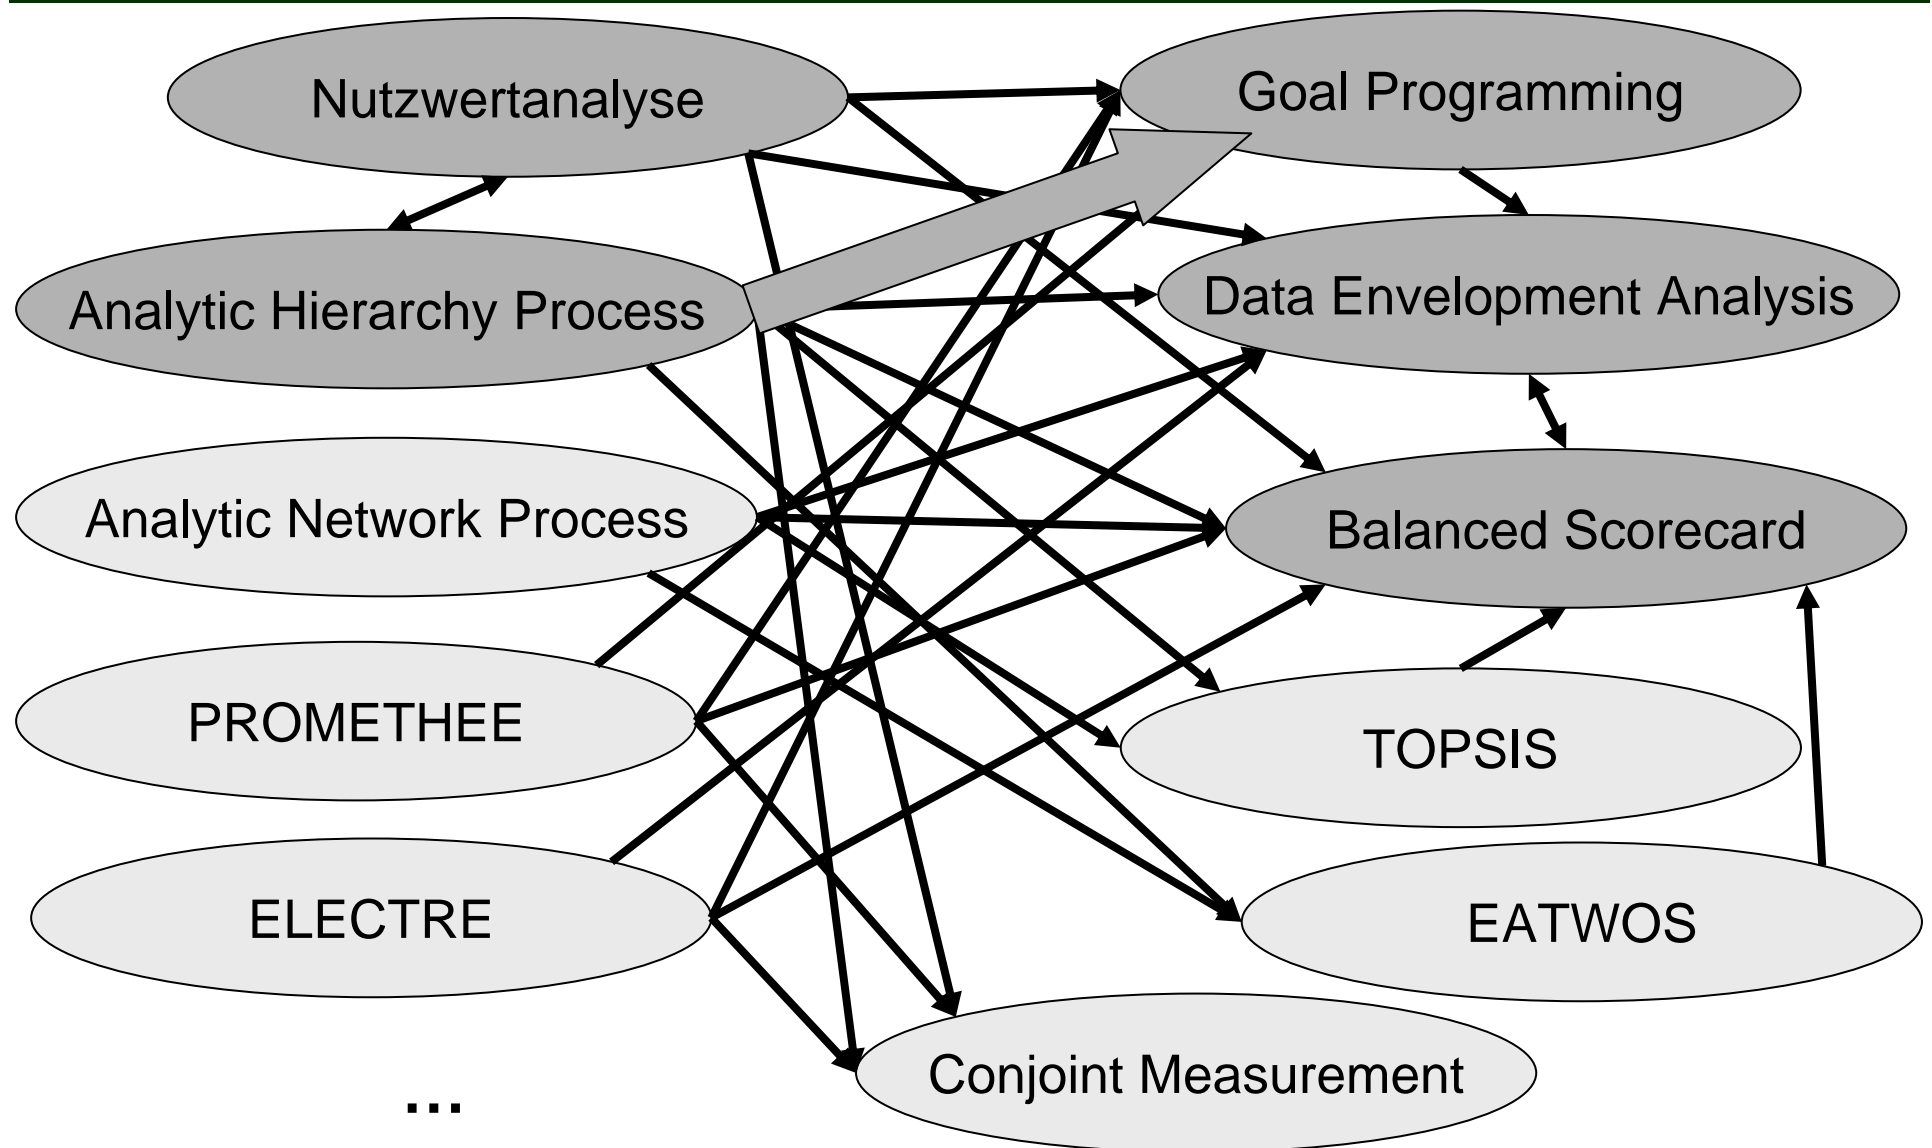 Nutzwertanalyse
Goal Programming
Analytic Hierarchy Process
Data Envelopment Analysis
Analytic Network Process
Balanced Scorecard
PROMETHEE
TOPSIS
ELECTRE
EATWOS
Conjoint Measurement
...